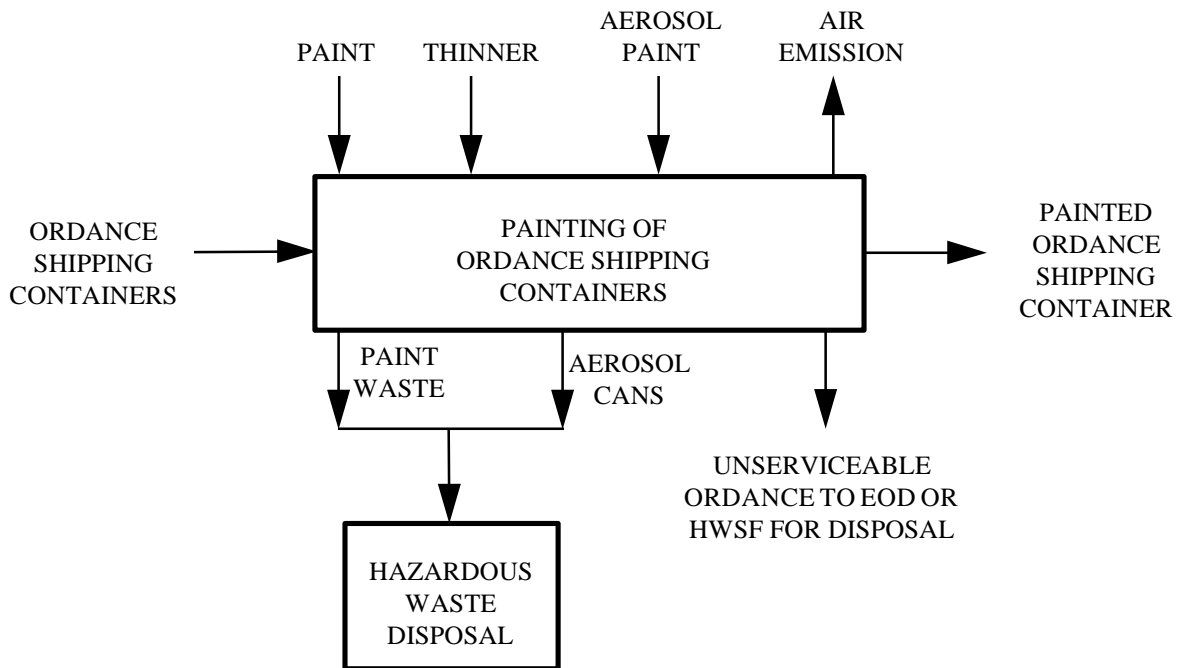 PAINT
THINNER
AEROSOL
PAINT
AIR
EMISSION
ORDANCE
SHIPPING
CONTAINERS
PAINTING OF
ORDANCE SHIPPING
CONTAINERS
PAINTED
ORDANCE
SHIPPING
CONTAINER
PAINT
WASTE
AEROSOL
CANS
UNSERVICEABLE
ORDANCE TO EOD OR
HWSF FOR DISPOSAL
HAZARDOUS
WASTE
DISPOSAL